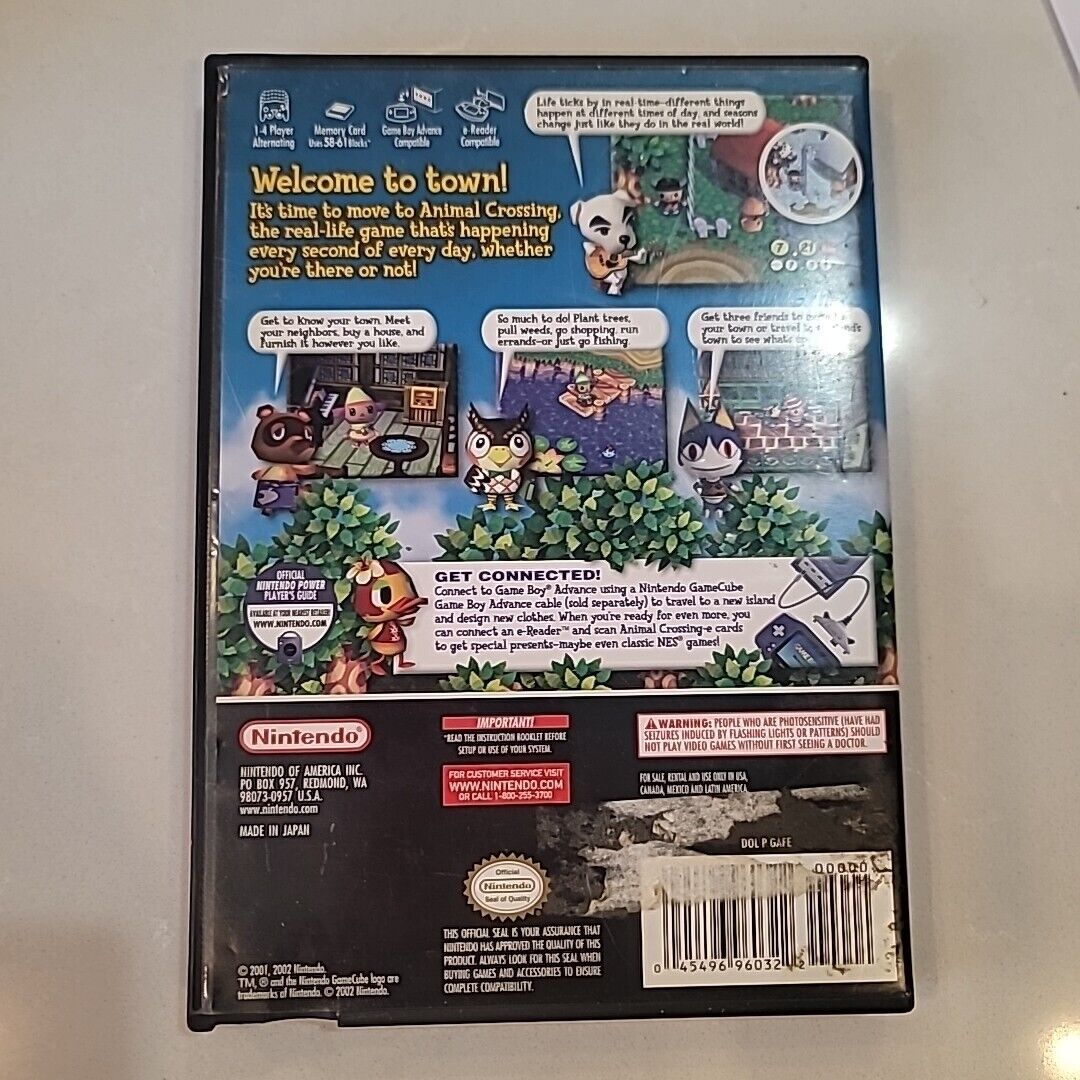 1-4 Player
Alternating
Memory Card
Uses 58-61 Blocks*
Game Boy Advance
Compatible
e-Reader
Compatible
Life ticks by in real time-different things
happen at different times of day, and seasons
change just like they do in the real world!
Welcome to town!
It's time to move to Animal Crossing,
the real-life game that's happening
every second of every day, whether
you're there or not!
Get to know your town. Meet
your neighbors, buy a house, and
furnish it however you like.
So much to do! Plant trees,
pull weeds, go shopping, run
errands-or just go fishing.
Get three friends to
your town or travel
town to see what's
OFFICIAL
NINTENDO POWER
PLAYER'S GUIDE
AVAILABLE AT YOUR NEAREST RETAILER!
WWW.NINTENDO.COM
GET CONNECTED!
Connect to Game Boy® Advance using a Nintendo GameCube
Game Boy Advance cable (sold separately) to travel to a new island
and design new clothes. When you're ready for even more, you
can connect an e-Reader™ and scan Animal Crossing-e cards
to get special presents-maybe even classic NES® games!
Nintendo®
NINTENDO OF AMERICA INC.
PO BOX 957, REDMOND, WA
98073-0957 U.S.A.
www.nintendo.com
MADE IN JAPAN
IMPORTANT!
*READ THE INSTRUCTION BOOKLET BEFORE
SETUP OR USE OF YOUR SYSTEM.
FOR CUSTOMER SERVICE VISIT
WWW.NINTENDO.COM
OR CALL 1-800-255-3700
WARNING: PEOPLE WHO ARE PHOTOSENSITIVE (HAVE HAD
SEIZURES INDUCED BY FLASHING LIGHTS OR PATTERNS) SHOULD
NOT PLAY VIDEO GAMES WITHOUT FIRST SEEING A DOCTOR.
FOR SALE, RENTAL AND USE ONLY IN USA,
CANADA, MEXICO AND LATIN AMERICA
DOL P GAFE
00000
0 45496 96032 2
Official
Nintendo
Seal of Quality
THIS OFFICIAL SEAL IS YOUR ASSURANCE THAT
NINTENDO HAS APPROVED THE QUALITY OF THIS
PRODUCT. ALWAYS LOOK FOR THIS SEAL WHEN
BUYING GAMES AND ACCESSORIES TO ENSURE
COMPLETE COMPATIBILITY.
© 2001, 2002 Nintendo.
TM, ® and the Nintendo GameCube logo are
trademarks of Nintendo. © 2002 Nintendo.